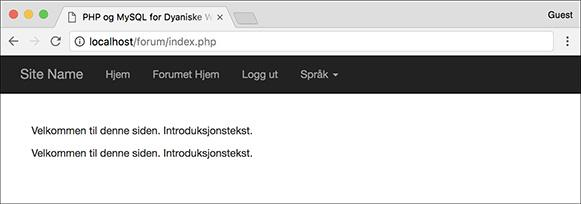 PHP og MySQL for Dyaniske W
Guest
localhost/forum/index.php
Site Name Hjem Forumet Hjem Logg ut Språk
Velkommen til denne siden. Introduksjonstekst.
Velkommen til denne siden. Introduksjonstekst.